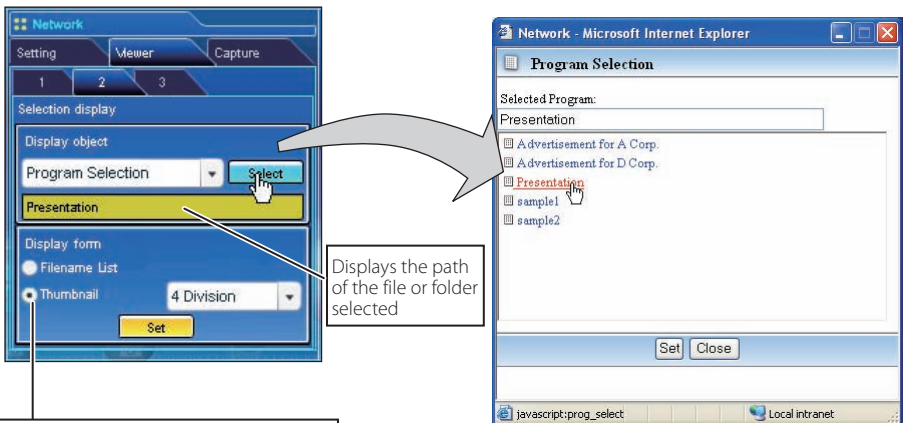 Network
Setting
Viewer
Capture
1
2
3
Selection display
Display object
Program Selection
Select
Presentation
Display form
Filename List
Thumbnail
4 Division
Set
Displays the path
of the file or folder
selected
Network - Microsoft Internet Explorer
Program Selection
Selected Program:
Presentation
Advertisement for A Corp.
Advertisement for D Corp.
Presentation
sample1
sample2
Set
Close
javascript:prog_select
Local intranet